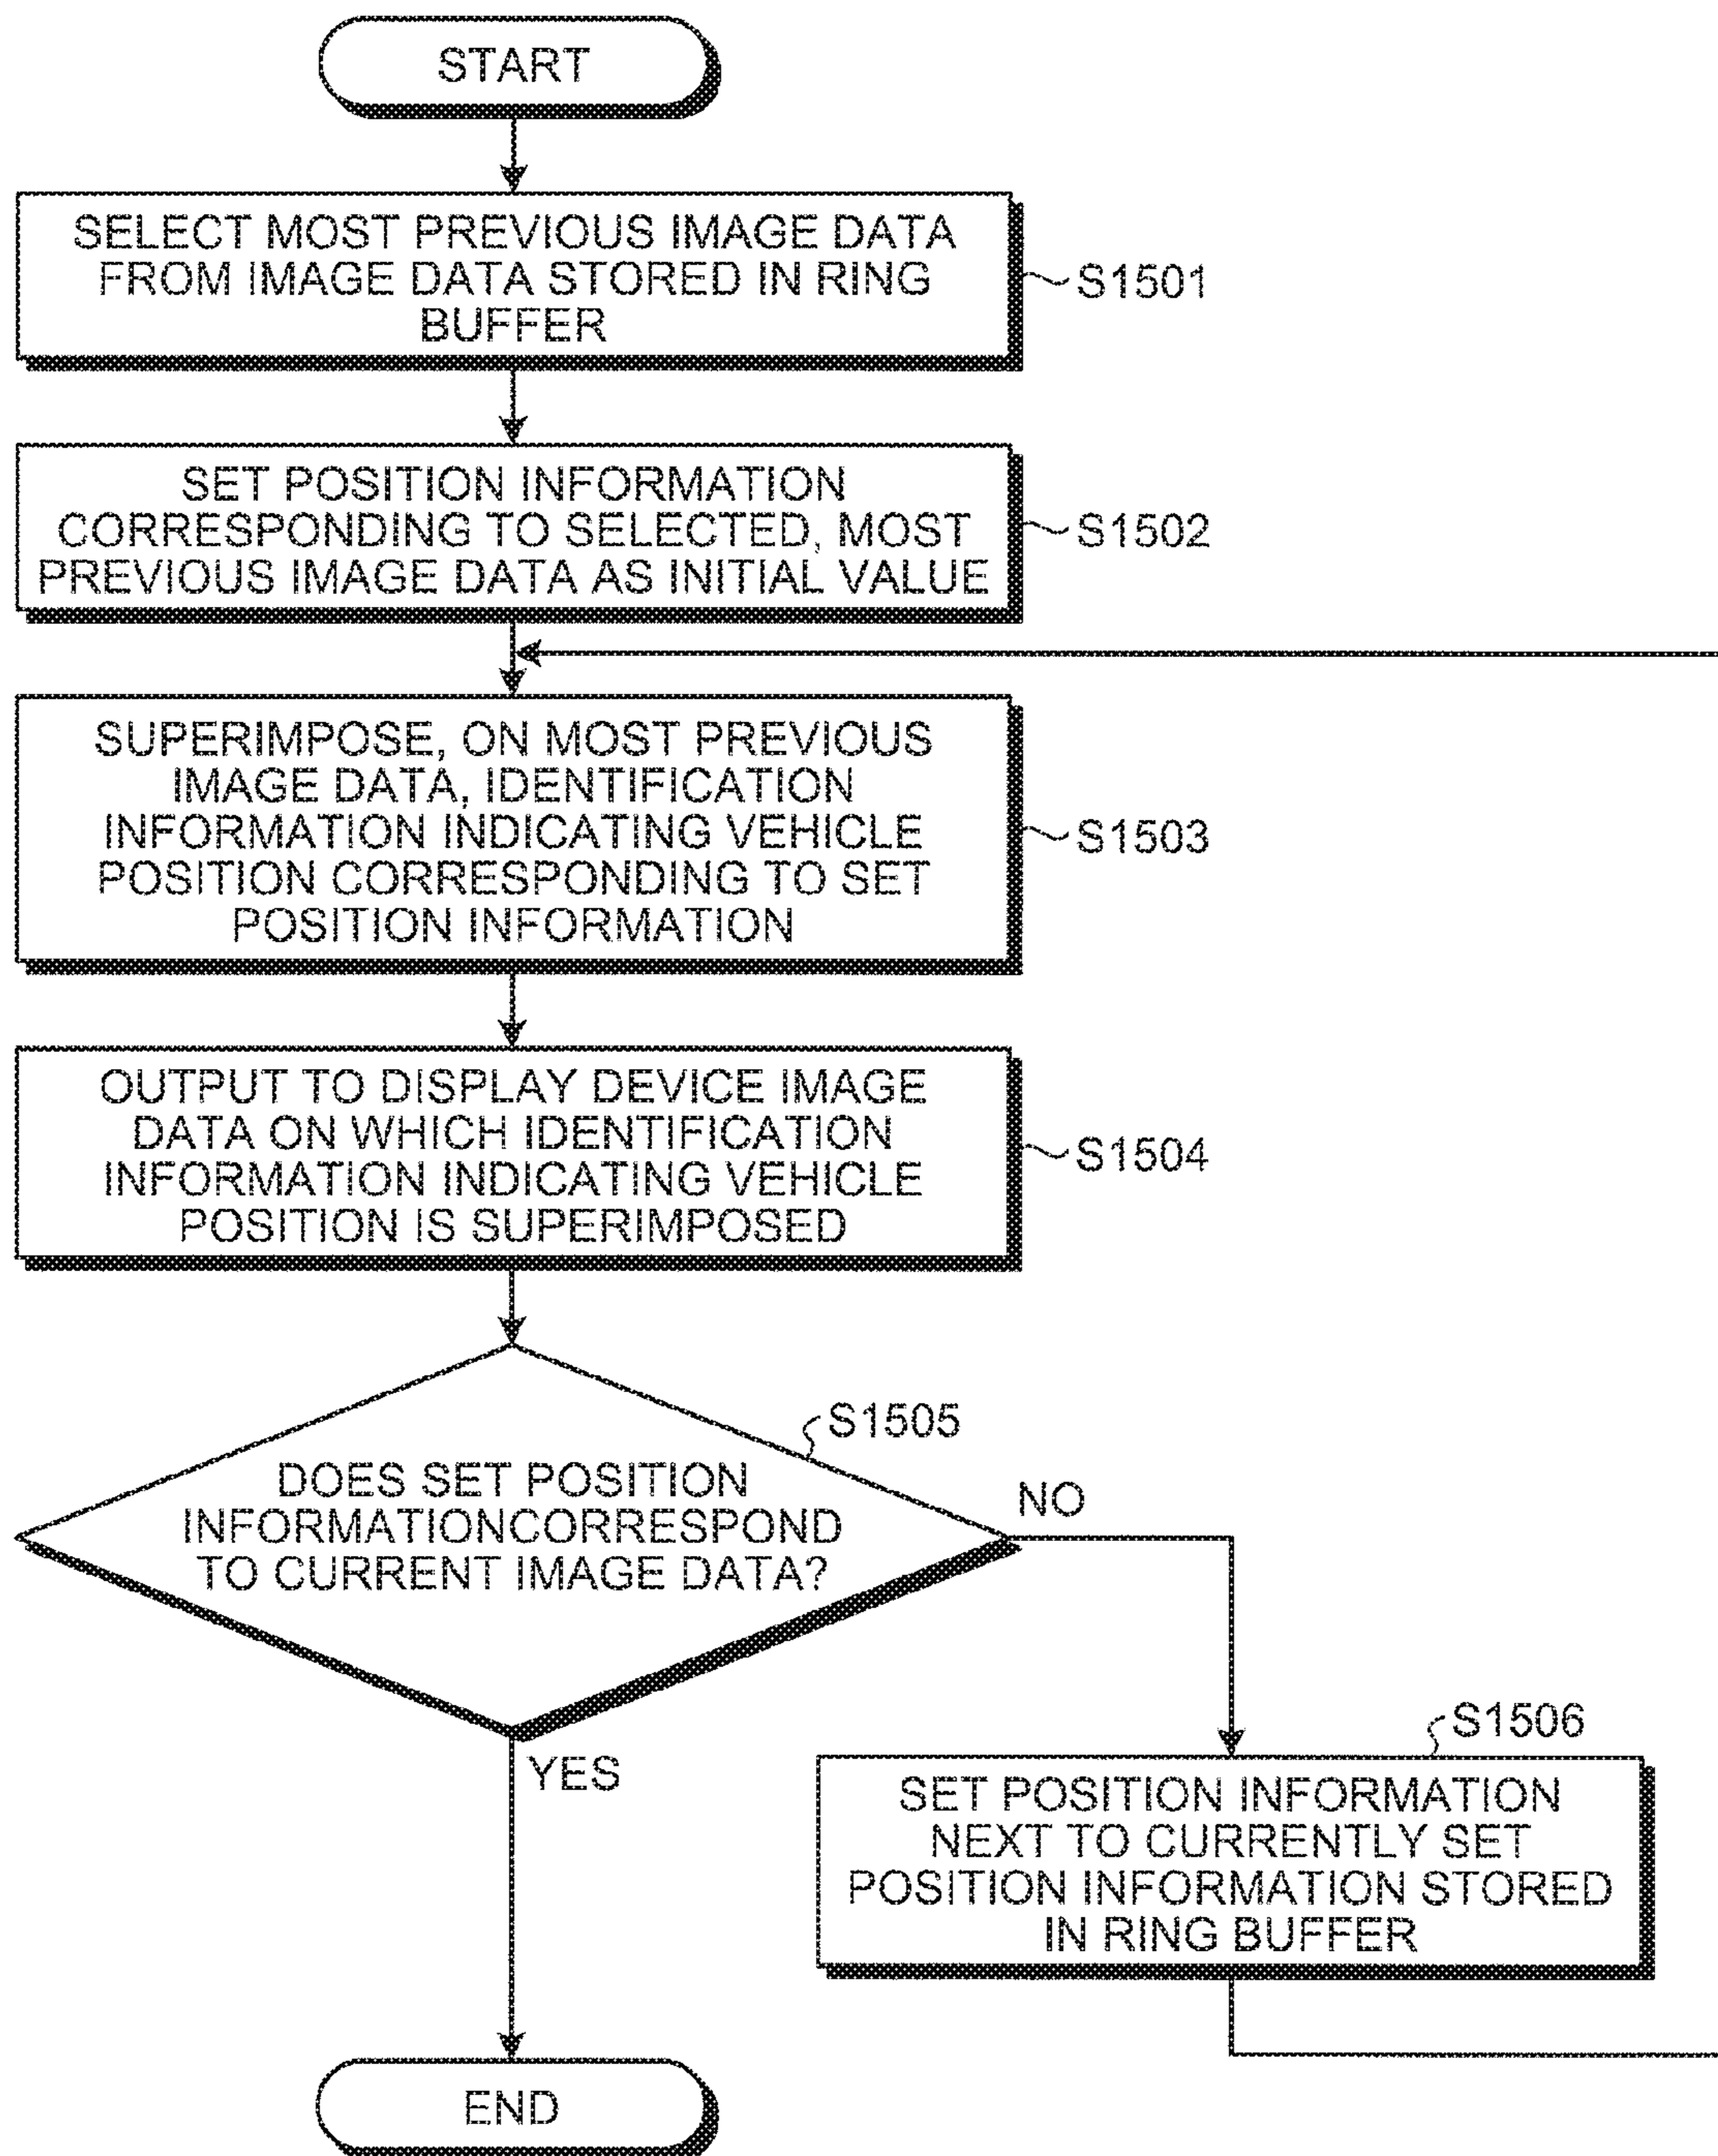 START
SELECT MOST PREVIOUS IMAGE DATA
FROM IMAGE DATA STORED IN RING
BUFFER
S1501
SET POSITION INFORMATION
CORRESPONDING TO SELECTED, MOST
PREVIOUS IMAGE DATA AS INITIAL VALUE
S1502
SUPERIMPOSE, ON MOST PREVIOUS
IMAGE DATA, IDENTIFICATION
INFORMATION INDICATING VEHICLE
POSITION CORRESPONDING TO SET
POSITION INFORMATION
S1503
OUTPUT TO DISPLAY DEVICE IMAGE
DATA ON WHICH IDENTIFICATION
INFORMATION INDICATING VEHICLE
POSITION IS SUPERIMPOSED
S1504
S1505
DOES SET POSITION
INFORMATIONCORRESPOND
TO CURRENT IMAGE DATA?
NO
YES
S1506
SET POSITION INFORMATION
NEXT TO CURRENTLY SET
POSITION INFORMATION STORED
IN RING BUFFER
END